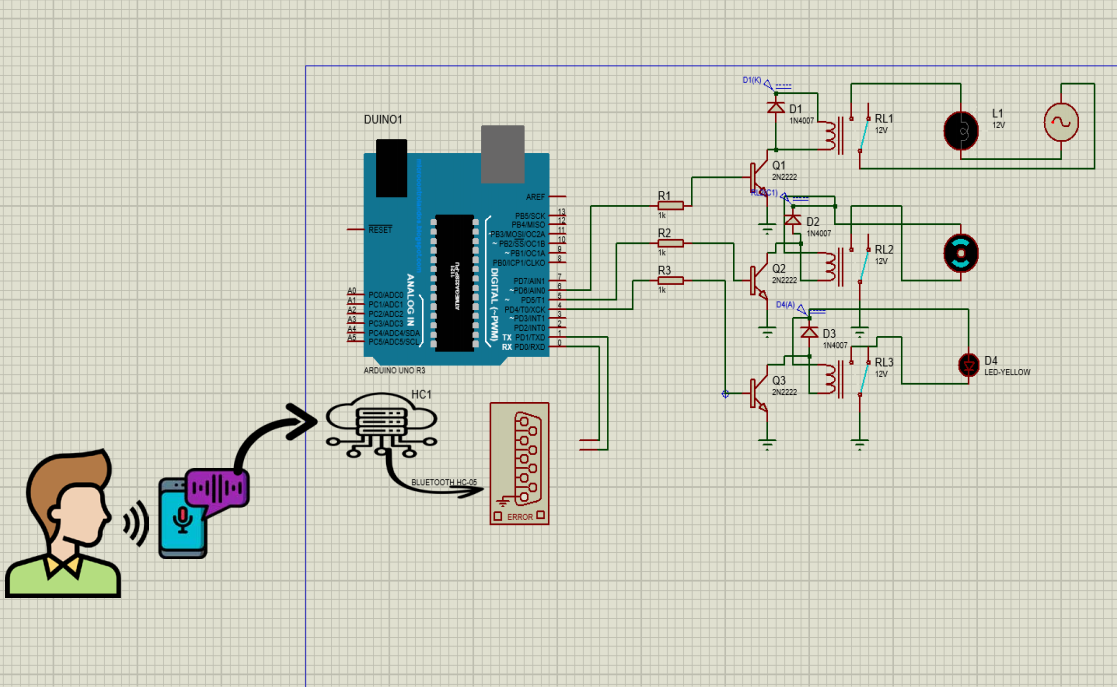 DUINO1
ARDUINO UNO R3
RESET
AREF
13
PB5/SCK
12
PB4/MISO
11
~PB3/MOSI/OC2A
10
~ PB2/SS/OC1B
9
~ PB1/OC1A
8
PB0/ICP1/CLKO
7
PD7/AIN1
6
~PD6/AIN0
5
~ PD5/T1
4
PD4/T0/XCK
3
~PD3/INT1
2
PD2/INT0
1
TX PD1/TXD
0
RX PD0/RXD
A0 PC0/ADC0
A1 PC1/ADC1
A2 PC2/ADC2
A3 PC3/ADC3
A4 PC4/ADC4/SDA
A5 PC5/ADC5/SCL
ANALOG IN
DIGITAL (~PWM)
R1
1k
R2
1k
R3
1k
D1(K)
D1
1N4007
RL1
12V
L1
12V
Q1
2N2222
D2
1N4007
RL2
12V
Q2
2N2222
D4(A)
D3
1N4007
RL3
12V
D4
LED-YELLOW
Q3
2N2222
HC1
BLUETOOTH HC-05
ERROR